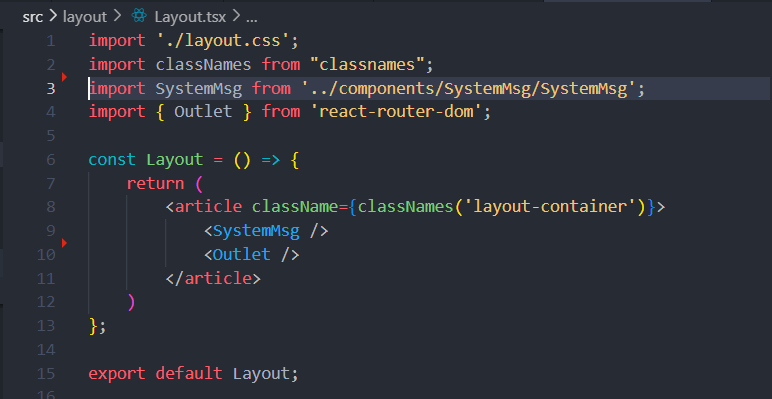 src > layout > Layout.tsx > ...
1 import './layout.css';
2 import classNames from "classnames";
3 import SystemMsg from '../components/SystemMsg/SystemMsg';
4 import { Outlet } from 'react-router-dom';
5
6 const Layout = () => {
7     return (
8         <article className={classNames('layout-container')}>
9             <SystemMsg />
10             <Outlet />
11         </article>
12     )
13 };
14
15 export default Layout;
16